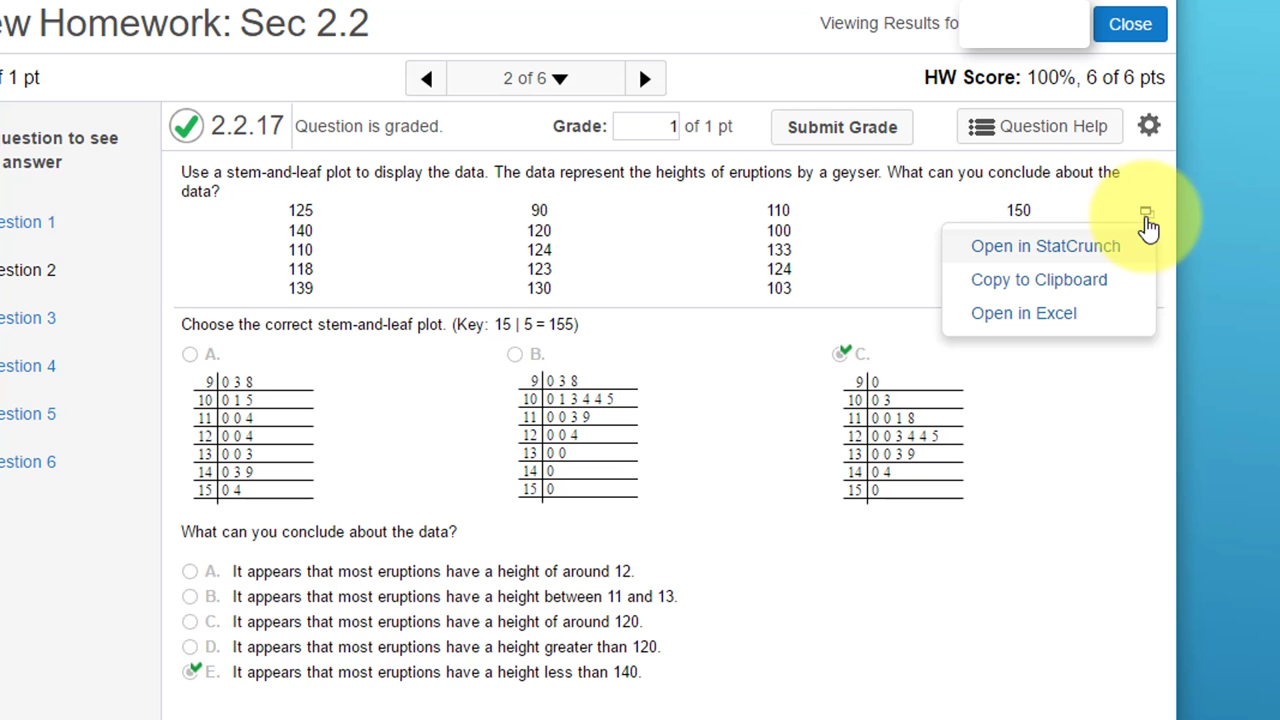 ew Homework: Sec 2.2
Viewing Results fo
Close
f 1 pt
2 of 6
HW Score: 100%, 6 of 6 pts
uestion to see
answer
estion 1
estion 2
estion 3
estion 4
estion 5
estion 6
2.2.17
Question is graded.
Grade: 1 of 1 pt
Submit Grade
Question Help
Use a stem-and-leaf plot to display the data. The data represent the heights of eruptions by a geyser. What can you conclude about the
data?
125 90 110 150
140 120 100
110 124 133
118 123 124
139 130 103
Open in StatCrunch
Copy to Clipboard
Open in Excel
Choose the correct stem-and-leaf plot. (Key: 15 | 5 = 155)
A.
9 | 0 3 8
10 | 0 1 5
11 | 0 0 4
12 | 0 0 4
13 | 0 0 3
14 | 0 3 9
15 | 0 4
B.
9 | 0 3 8
10 | 0 1 3 4 4 5
11 | 0 0 3 9
12 | 0 0 4
13 | 0 0
14 | 0
15 | 0
C.
9 | 0
10 | 0 3
11 | 0 0 1 8
12 | 0 0 3 4 4 5
13 | 0 0 3 9
14 | 0 4
15 | 0
What can you conclude about the data?
A. It appears that most eruptions have a height of around 12.
B. It appears that most eruptions have a height between 11 and 13.
C. It appears that most eruptions have a height of around 120.
D. It appears that most eruptions have a height greater than 120.
E. It appears that most eruptions have a height less than 140.